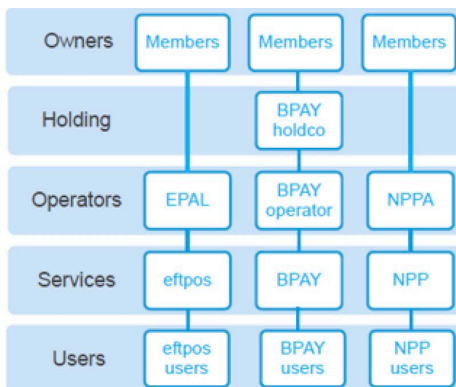 Owners Members Members Members
Holding BPAY
holdco
Operators EPAL BPAY
operator NPPA
Services eftpos BPAY NPP
Users eftpos
users BPAY
users NPP
users